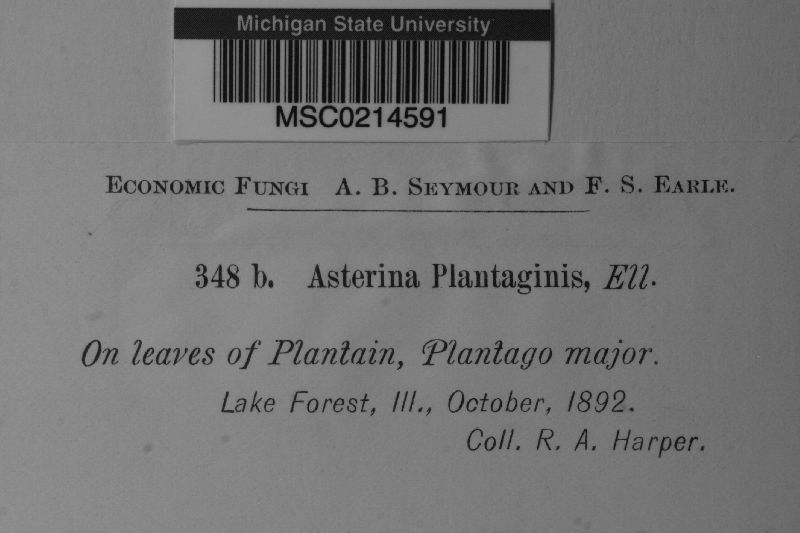 Michigan State University
MSC0214591
Economic Fungi A. B. Seymour and F. S. Earle.
348 b. Asterina Plantaginis, Ell.
On leaves of Plantain, Plantago major.
Lake Forest, Ill., October, 1892.
Coll. R. A. Harper.